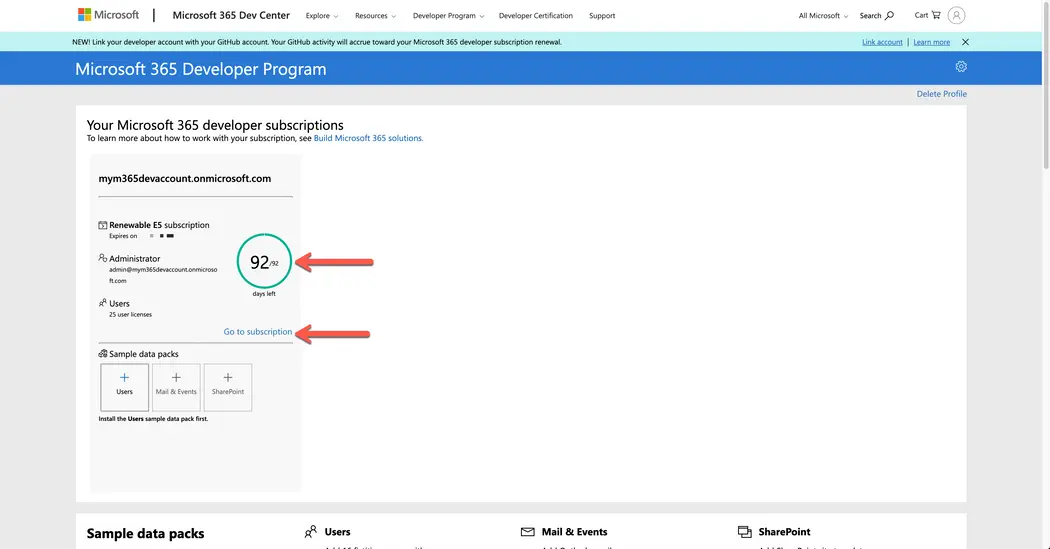 Microsoft
Microsoft 365 Dev Center
Explore
Resources
Developer Program
Developer Certification
Support
All Microsoft
Search
Cart
NEW! Link your developer account with your GitHub account. Your GitHub activity will accrue toward your Microsoft 365 developer subscription renewal.
Link account | Learn more
Microsoft 365 Developer Program
Delete Profile
Your Microsoft 365 developer subscriptions
To learn more about how to work with your subscription, see Build Microsoft 365 solutions.
mym365devaccount.onmicrosoft.com
Renewable E5 subscription
Expires on
Administrator
admin@mym365devaccount.onmicroso
ft.com
92/92
days left
Users
25 user licenses
Go to subscription
Sample data packs
Users
Mail & Events
SharePoint
Install the Users sample data pack first.
Sample data packs
Users
Mail & Events
SharePoint